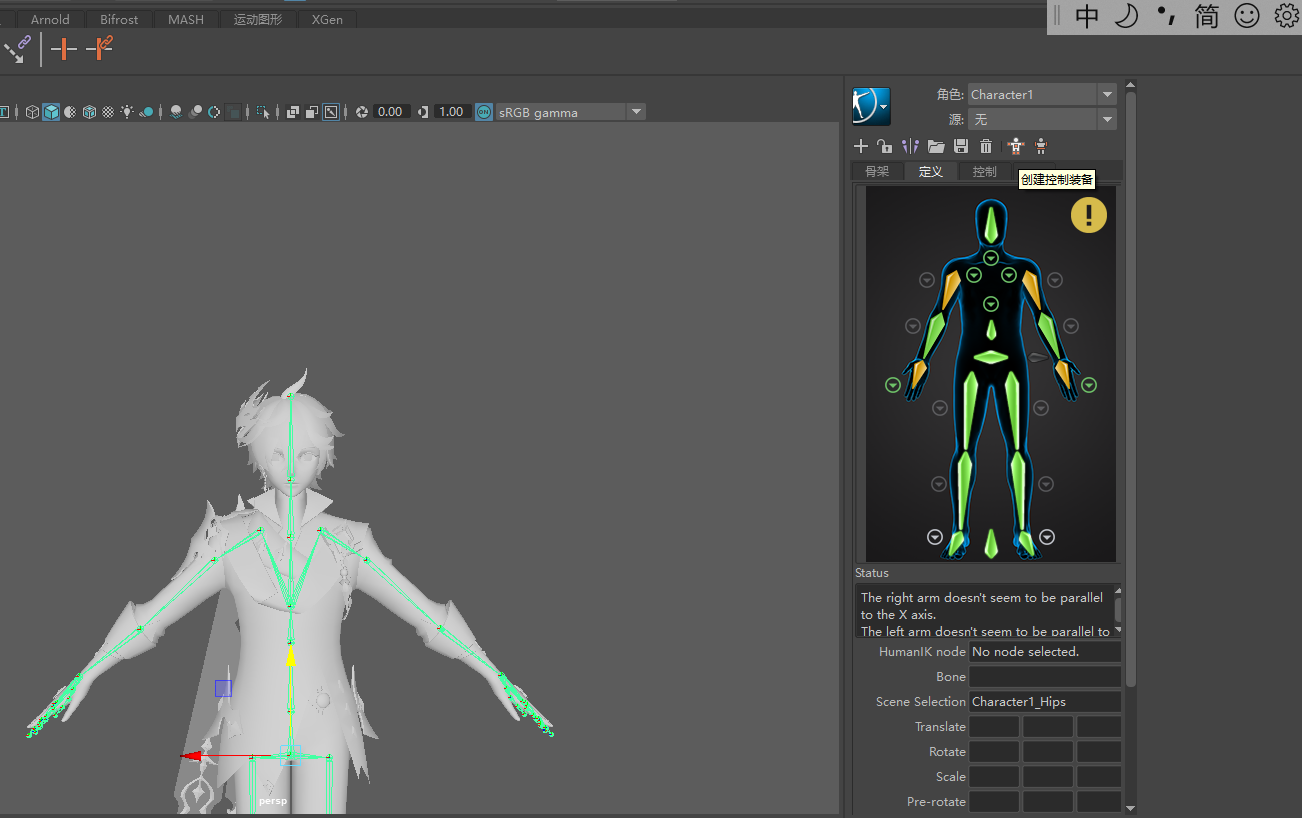 中 简
Arnold Bifrost MASH 运动图形 XGen
角色: Character1
源: 无
T 0.00 1.00 ON sRGB gamma
骨架 定义 控制
创建控制装备
Status
The right arm doesn't seem to be parallel
to the X axis.
The left arm doesn't seem to be parallel to
HumanIK node No node selected.
Bone
Scene Selection Character1_Hips
Translate
Rotate
Scale
Pre-rotate
persp